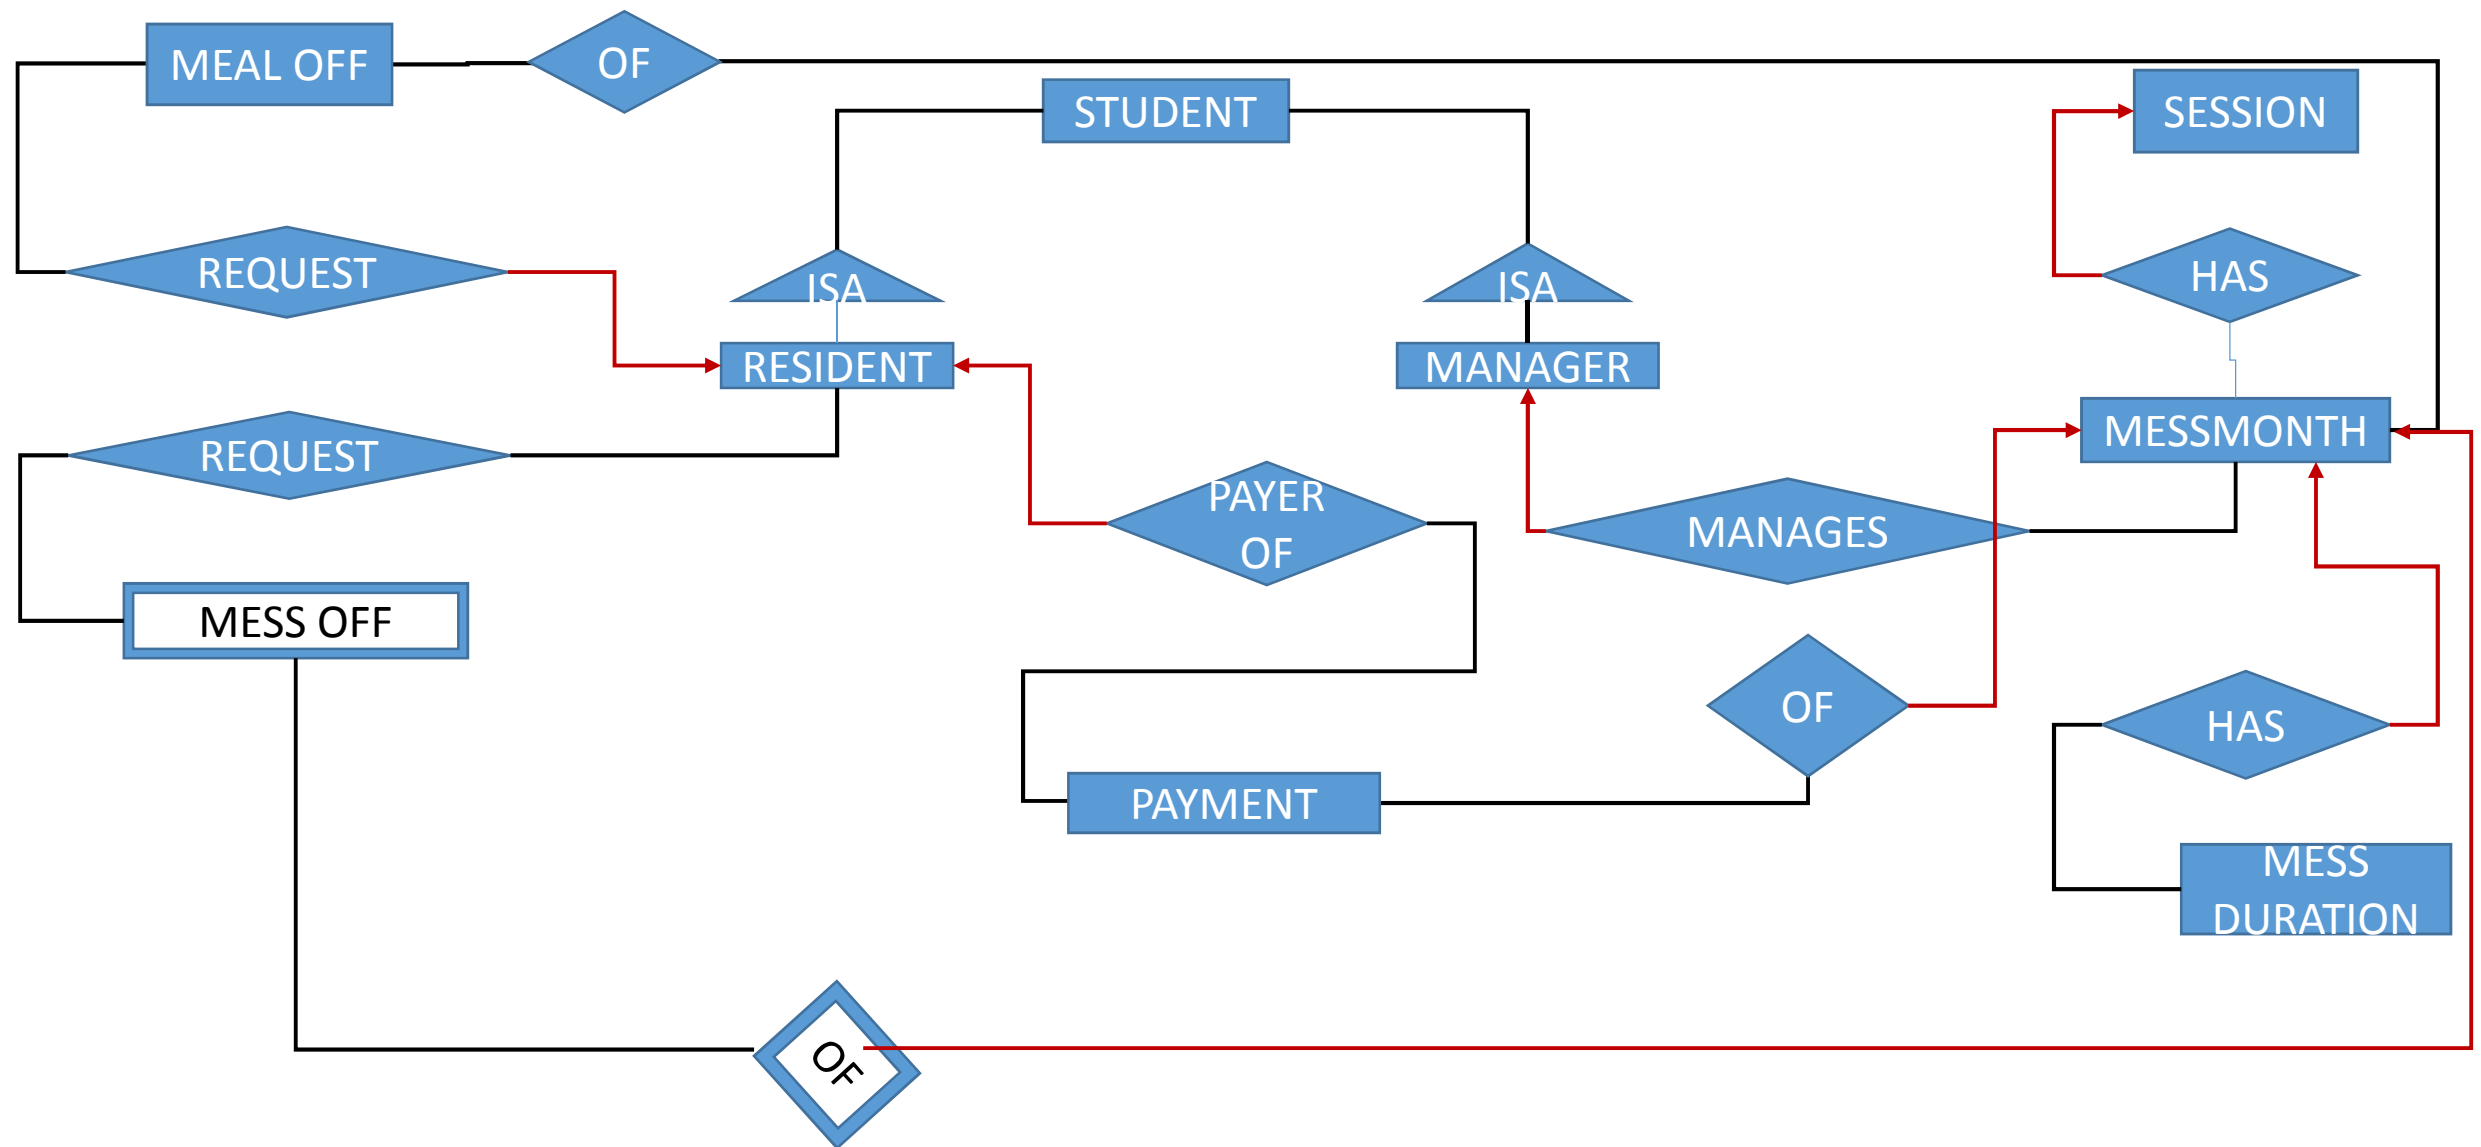 MEAL OFF
OF
STUDENT
SESSION
REQUEST
ISA
ISA
HAS
RESIDENT
MANAGER
MESSMONTH
REQUEST
PAYER
OF
MANAGES
MESS OFF
OF
HAS
PAYMENT
MESS
DURATION
OF